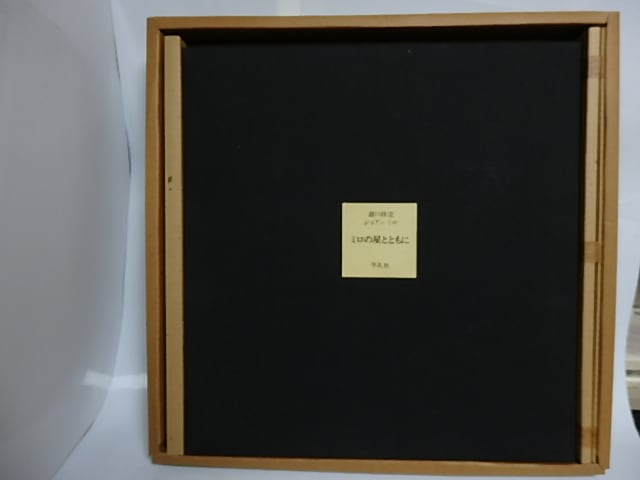 瀧口修造
ジョアン・ミロ
ミロの星とともに
平凡社